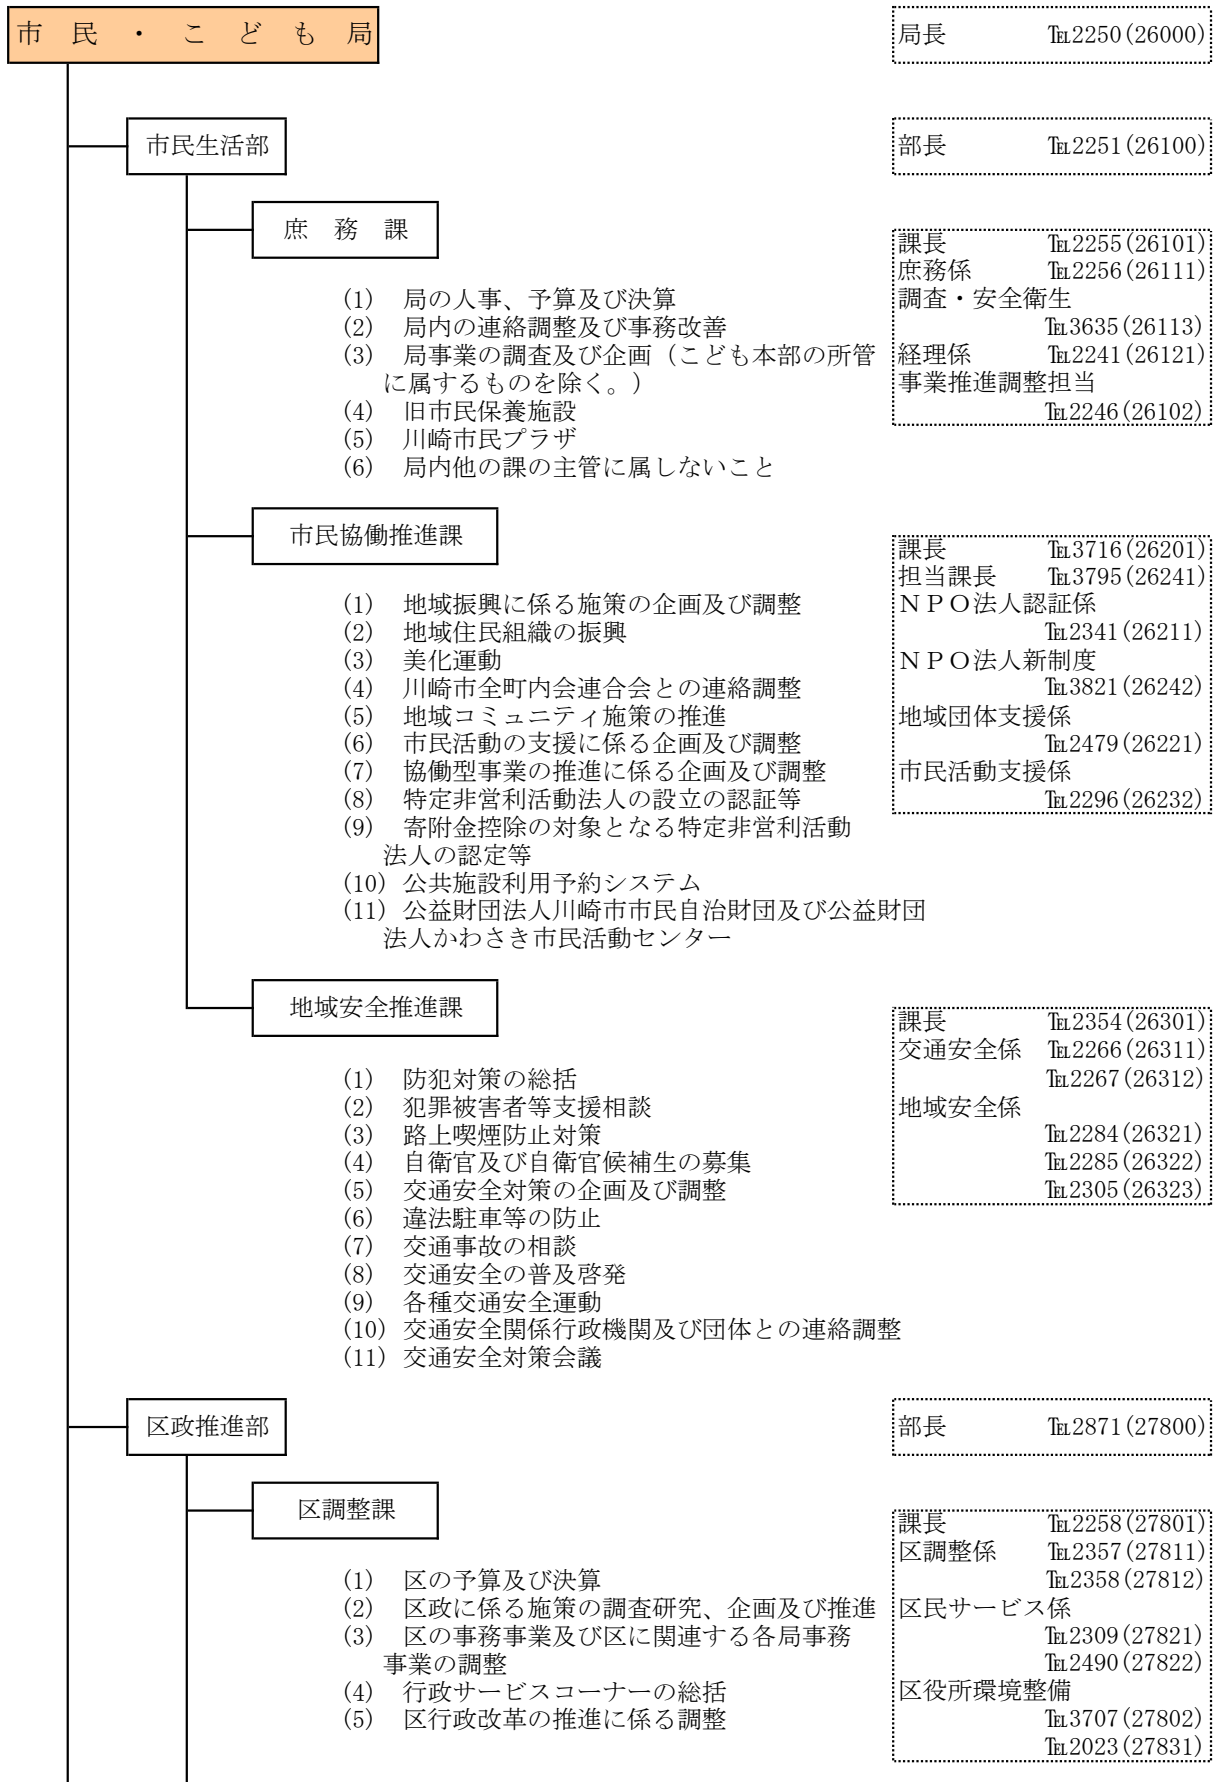 市民・こども局
局長 ℡2250(26000)
市民生活部
部長 ℡2251(26100)
庶務課
課長 ℡2255(26101)
庶務係 ℡2256(26111)
調査・安全衛生
℡3635(26113)
経理係 ℡2241(26121)
事業推進調整担当
℡2246(26102)
(1) 局の人事、予算及び決算
(2) 局内の連絡調整及び事務改善
(3) 局事業の調査及び企画（こども本部の所管
に属するものを除く。）
(4) 旧市民保養施設
(5) 川崎市民プラザ
(6) 局内他の課の主管に属しないこと
市民協働推進課
課長 ℡3716(26201)
担当課長 ℡3795(26241)
ＮＰＯ法人認証係
℡2341(26211)
ＮＰＯ法人新制度
℡3821(26242)
地域団体支援係
℡2479(26221)
市民活動支援係
℡2296(26232)
(1) 地域振興に係る施策の企画及び調整
(2) 地域住民組織の振興
(3) 美化運動
(4) 川崎市全町内会連合会との連絡調整
(5) 地域コミュニティ施策の推進
(6) 市民活動の支援に係る企画及び調整
(7) 協働型事業の推進に係る企画及び調整
(8) 特定非営利活動法人の設立の認証等
(9) 寄附金控除の対象となる特定非営利活動
法人の認定等
(10) 公共施設利用予約システム
(11) 公益財団法人川崎市市民自治財団及び公益財団
法人かわさき市民活動センター
地域安全推進課
課長 ℡2354(26301)
交通安全係 ℡2266(26311)
℡2267(26312)
地域安全係
℡2284(26321)
℡2285(26322)
℡2305(26323)
(1) 防犯対策の総括
(2) 犯罪被害者等支援相談
(3) 路上喫煙防止対策
(4) 自衛官及び自衛官候補生の募集
(5) 交通安全対策の企画及び調整
(6) 違法駐車等の防止
(7) 交通事故の相談
(8) 交通安全の普及啓発
(9) 各種交通安全運動
(10) 交通安全関係行政機関及び団体との連絡調整
(11) 交通安全対策会議
区政推進部
部長 ℡2871(27800)
区調整課
課長 ℡2258(27801)
区調整係 ℡2357(27811)
℡2358(27812)
区民サービス係
℡2309(27821)
℡2490(27822)
区役所環境整備
℡3707(27802)
℡2023(27831)
(1) 区の予算及び決算
(2) 区政に係る施策の調査研究、企画及び推進
(3) 区の事務事業及び区に関連する各局事務
事業の調整
(4) 行政サービスコーナーの総括
(5) 区行政改革の推進に係る調整